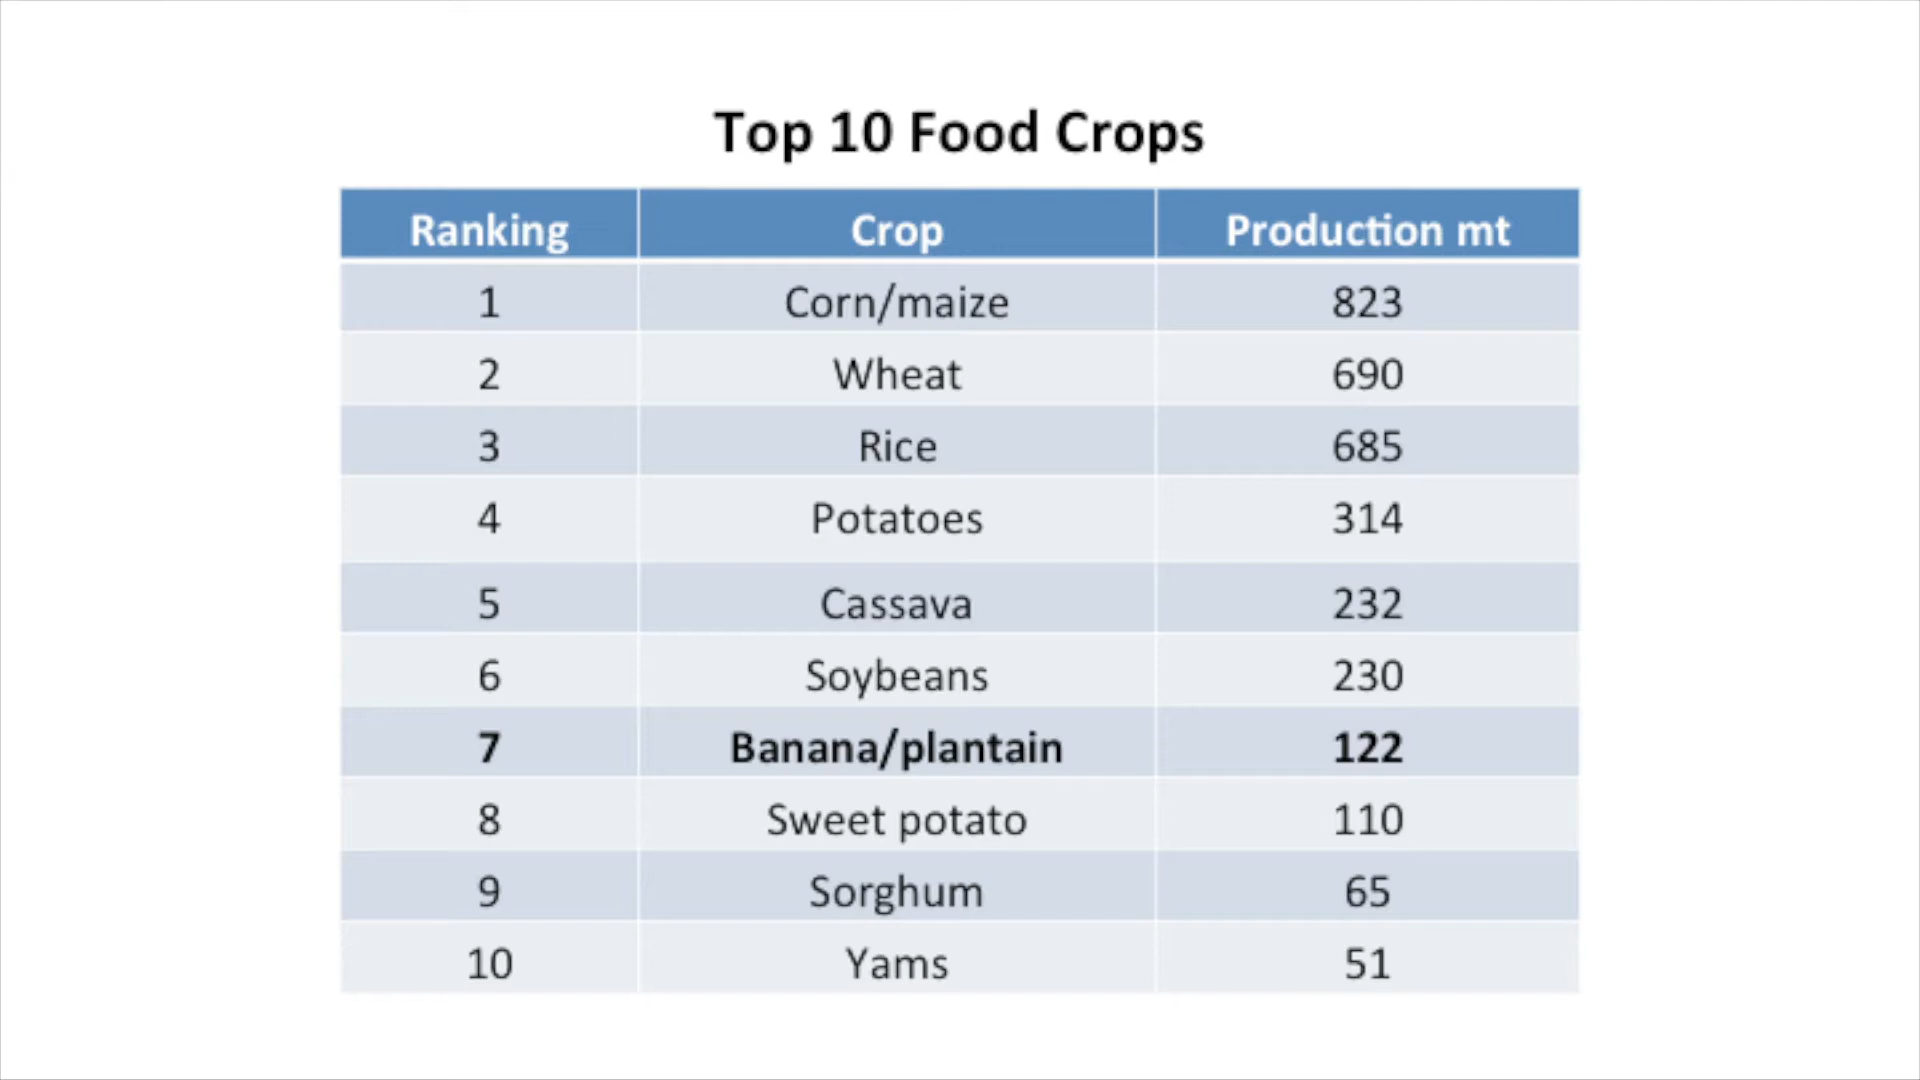 Top 10 Food Crops
Ranking Crop Production mt
1 Corn/maize 823
2 Wheat 690
3 Rice 685
4 Potatoes 314
5 Cassava 232
6 Soybeans 230
7 Banana/plantain 122
8 Sweet potato 110
9 Sorghum 65
10 Yams 51